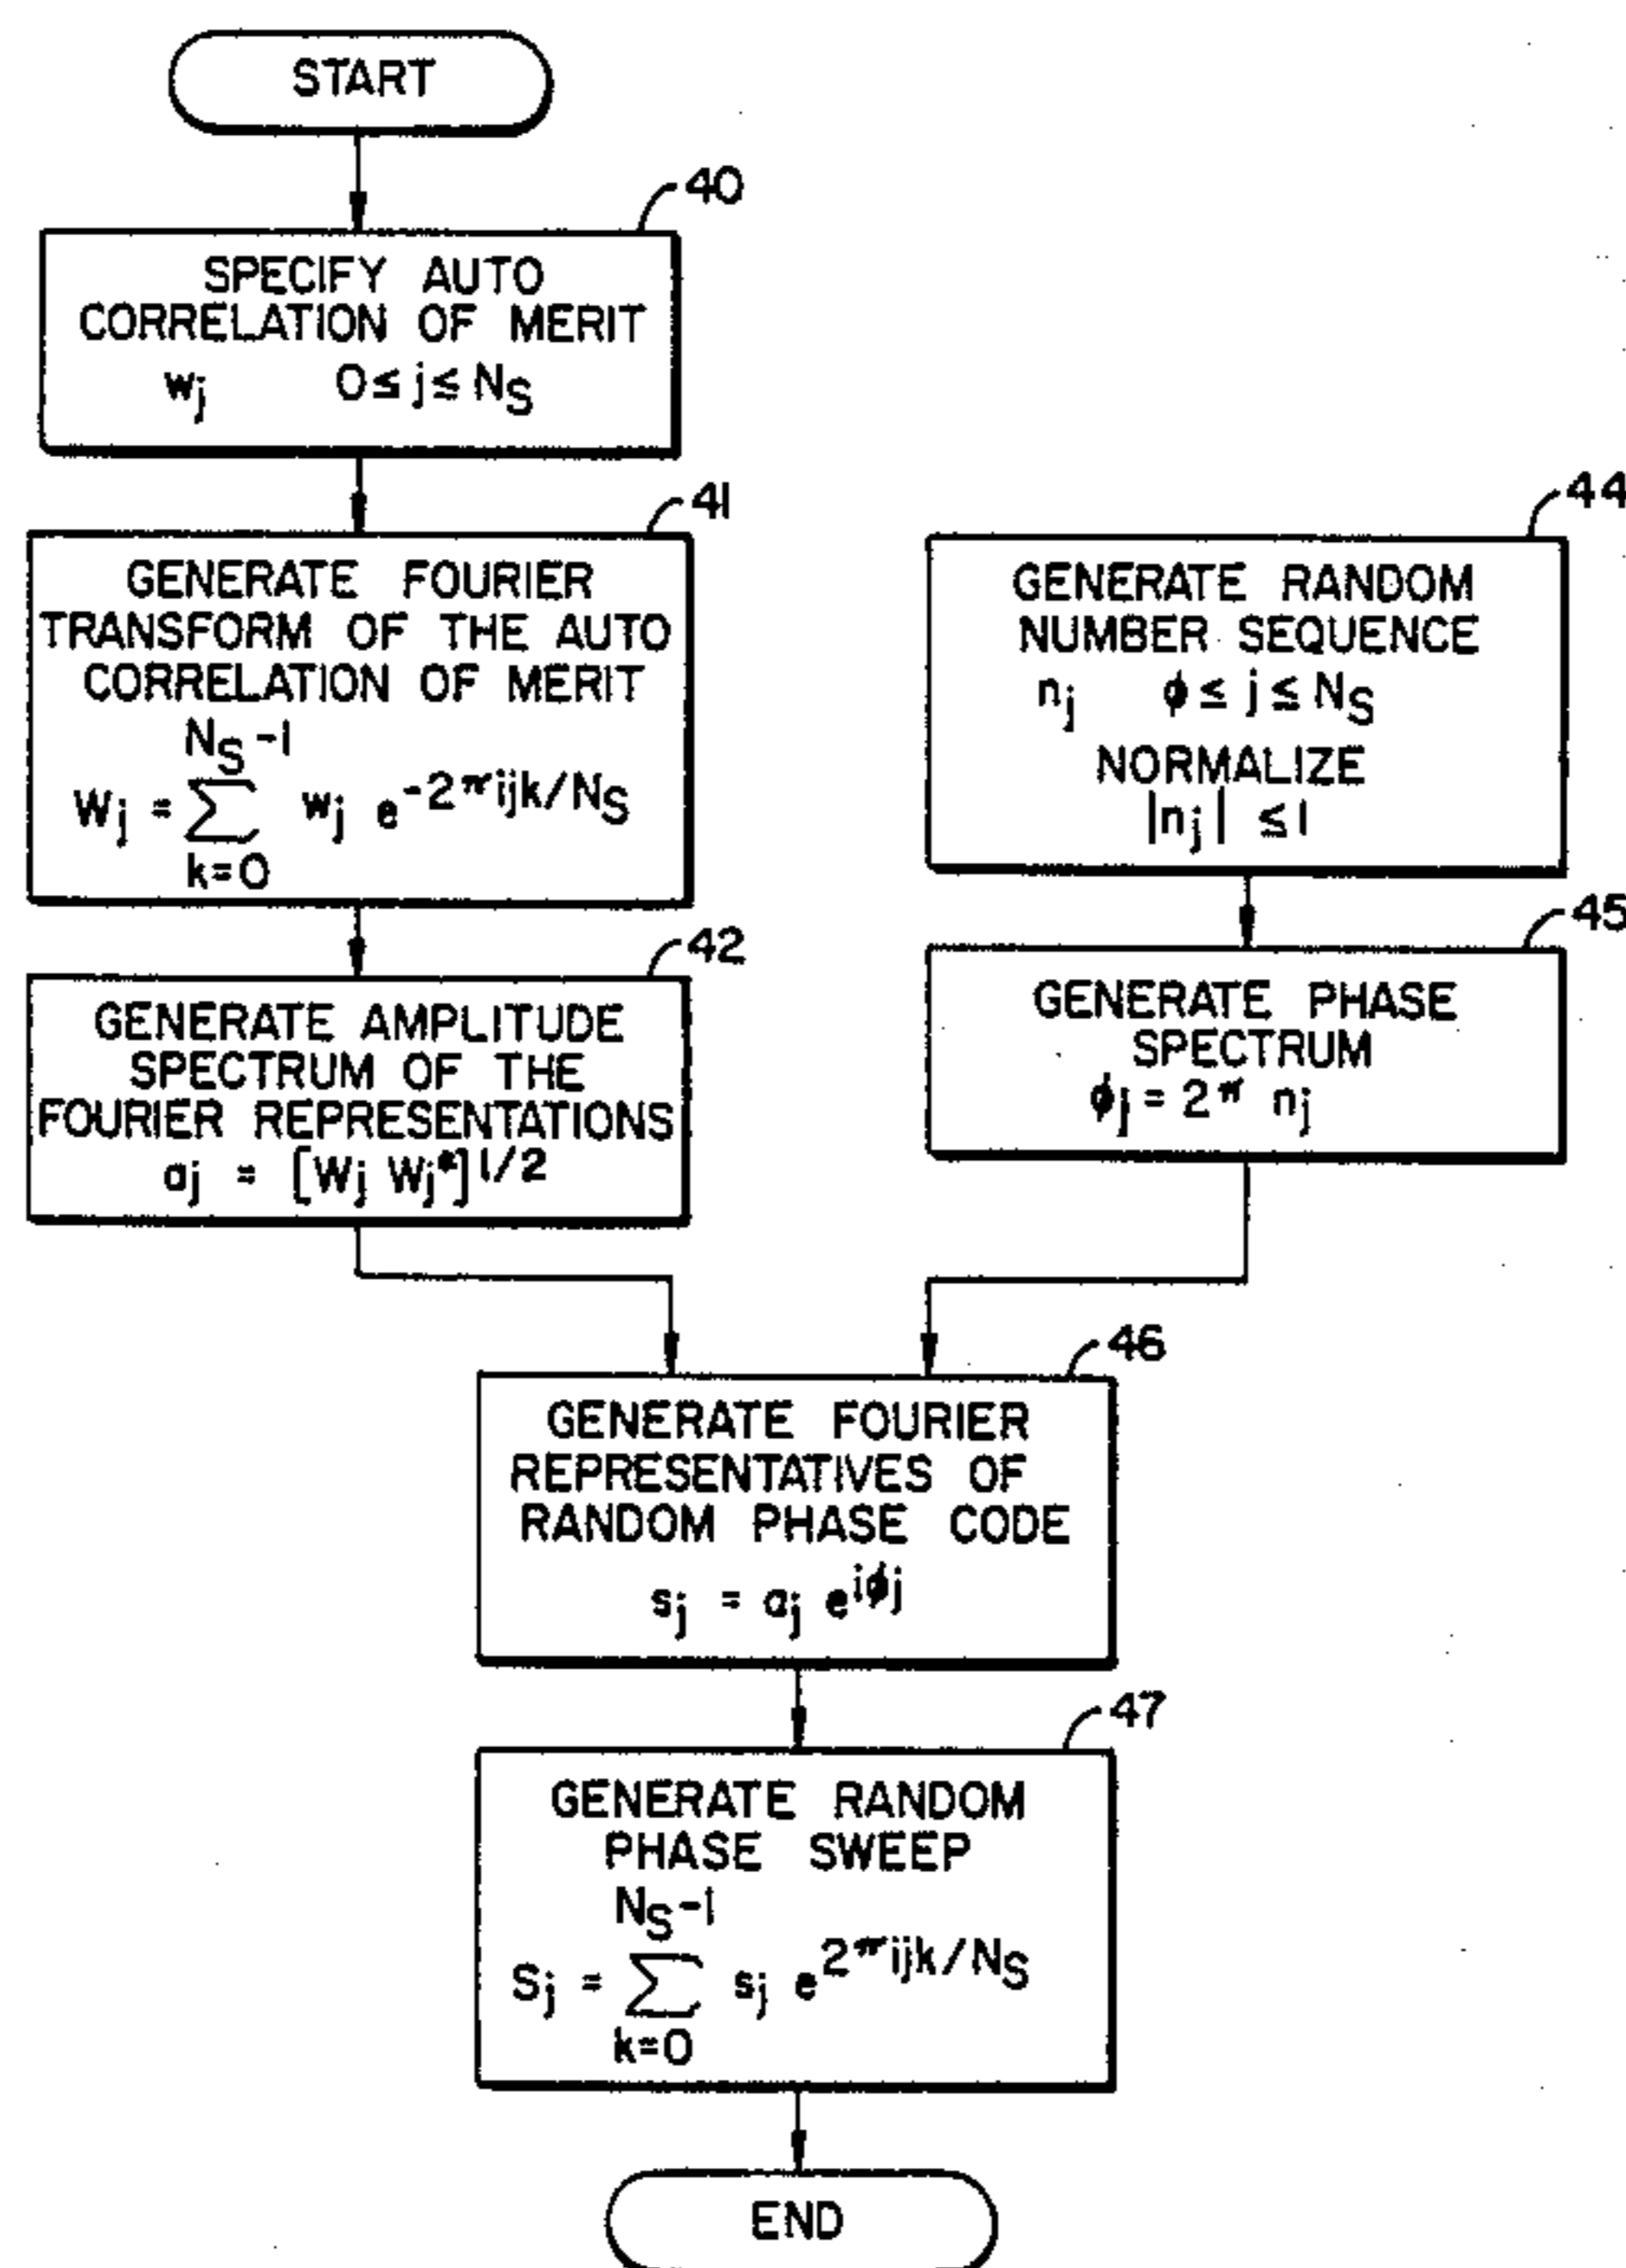 START
40
SPECIFY AUTO
CORRELATION OF MERIT
wj 0≤j≤NS
41
GENERATE FOURIER
TRANSFORM OF THE AUTO
CORRELATION OF MERIT
NS-1
Wj = ∑ wj e-2πijk/NS
k=0
42
GENERATE AMPLITUDE
SPECTRUM OF THE
FOURIER REPRESENTATIONS
aj = [Wj Wj*]1/2
44
GENERATE RANDOM
NUMBER SEQUENCE
nj ϕ≤ j≤NS
NORMALIZE
|nj| ≤1
45
GENERATE PHASE
SPECTRUM
ϕj = 2π nj
46
GENERATE FOURIER
REPRESENTATIVES OF
RANDOM PHASE CODE
sj = aj eiϕj
47
GENERATE RANDOM
PHASE SWEEP
NS-1
Sj = ∑ sj e2πijk/NS
k=0
END